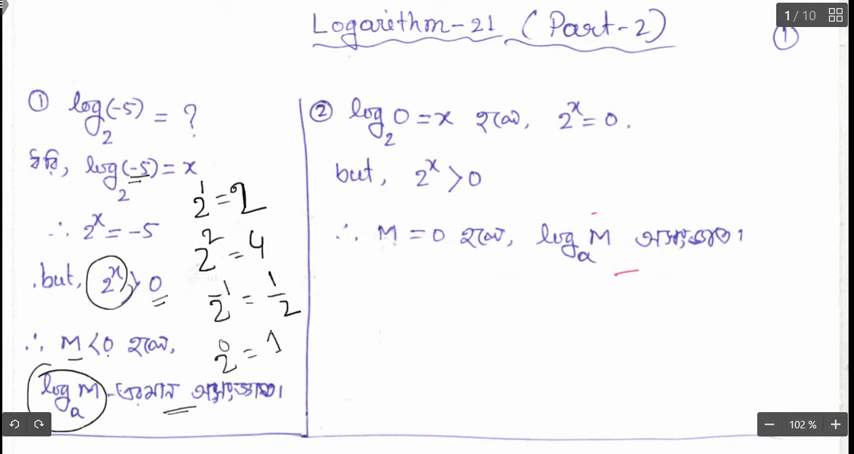 Logarithm-21 (Part-2)
1 / 10
①
① log₂(-5) = ?
ধরি, log₂(-5) = x
∴ 2ˣ = -5
but, 2ˣ > 0
∴ M < 0 হলে,
logₐM -এর মান অসংজ্ঞাত।
2¹ = 2
2² = 4
2⁻¹ = 1/2
2⁰ = 1
② log₂0 = x হলে, 2ˣ = 0.
but, 2ˣ > 0
∴ M = 0 হলে, logₐM অসংজ্ঞাত।
102 %